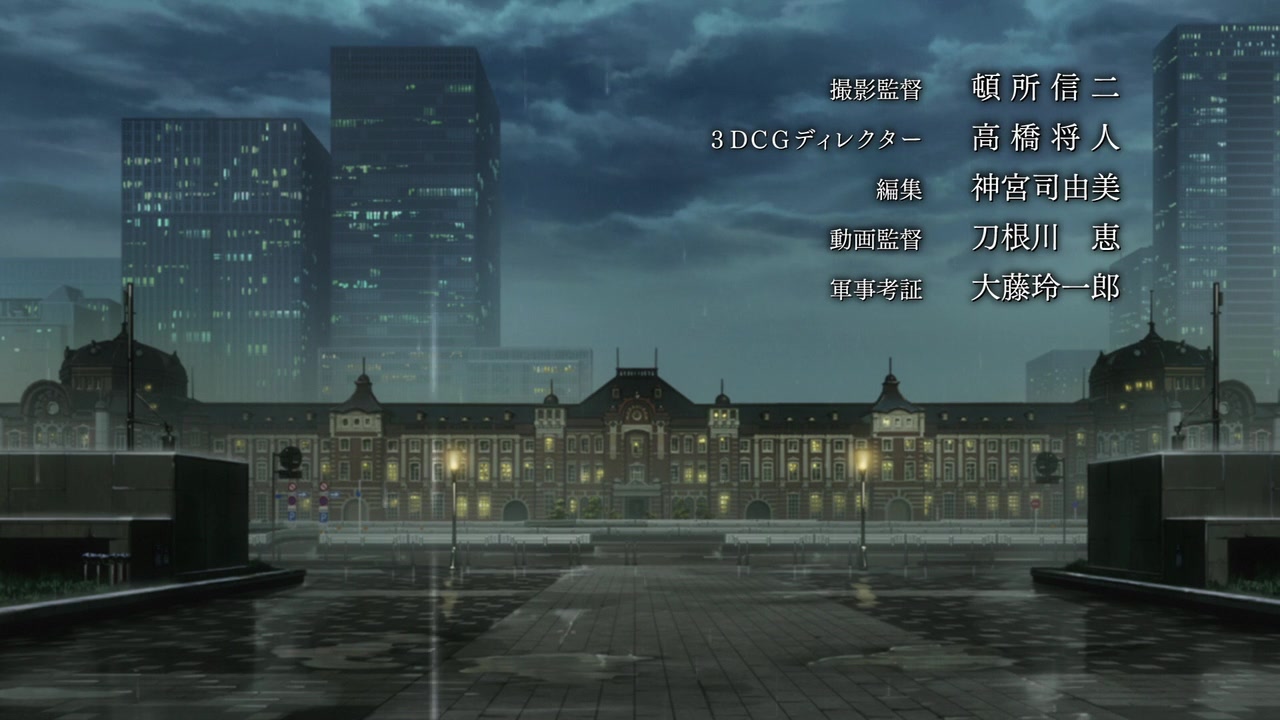 撮影監督 頓所信二
3DCGディレクター 高橋将人
編集 神宮司由美
動画監督 刀根川 恵
軍事考証 大藤玲一郎